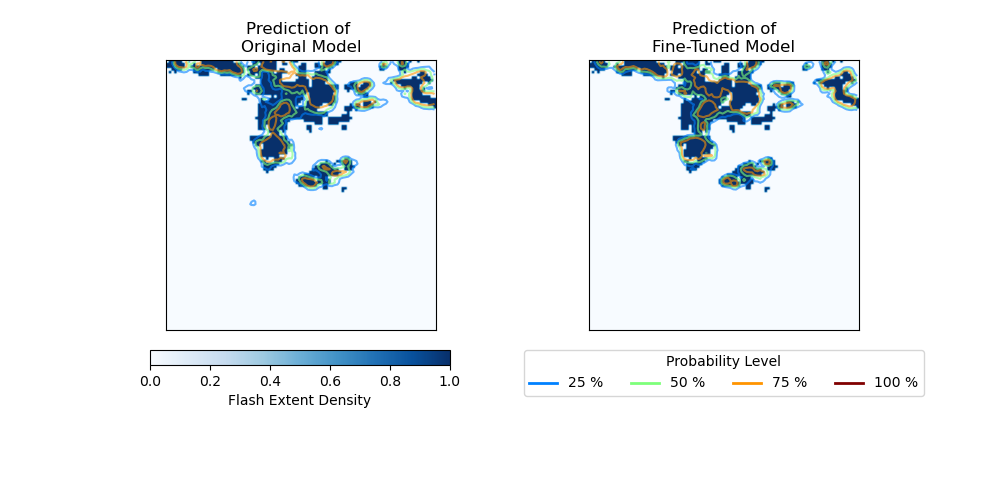 Prediction of
Original Model
Prediction of
Fine-Tuned Model
0.0 0.2 0.4 0.6 0.8 1.0
Flash Extent Density
Probability Level
25 % 50 % 75 % 100 %